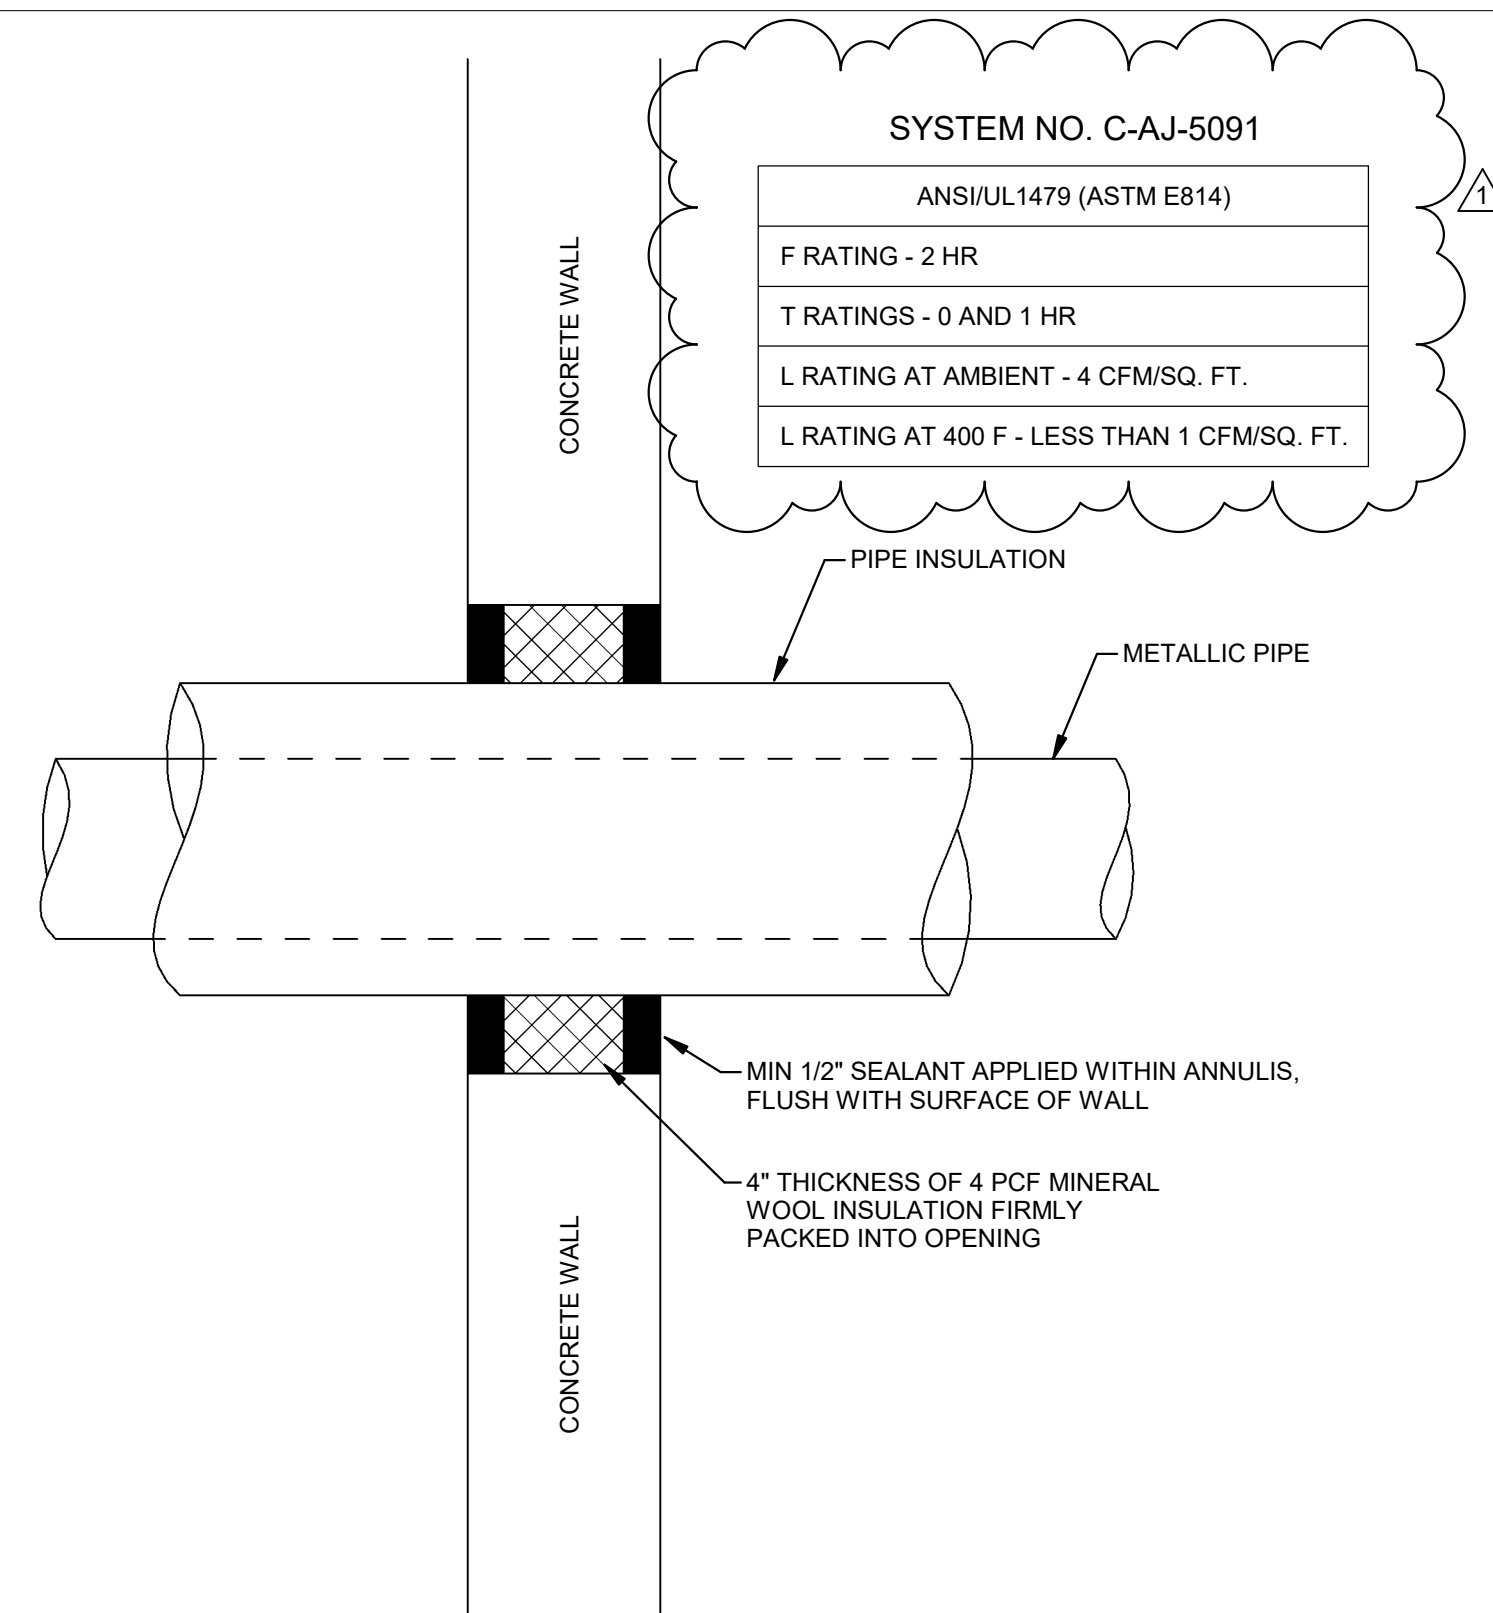 SYSTEM NO. C-AJ-5091
ANSI/UL1479 (ASTM E814)
1
F RATING - 2 HR
T RATINGS - 0 AND 1 HR
L RATING AT AMBIENT - 4 CFM/SQ. FT.
L RATING AT 400 F - LESS THAN 1 CFM/SQ. FT.
CONCRETE WALL
PIPE INSULATION
METALLIC PIPE
MIN 1/2" SEALANT APPLIED WITHIN ANNULIS,
FLUSH WITH SURFACE OF WALL
4" THICKNESS OF 4 PCF MINERAL
WOOL INSULATION FIRMLY
PACKED INTO OPENING
CONCRETE WALL